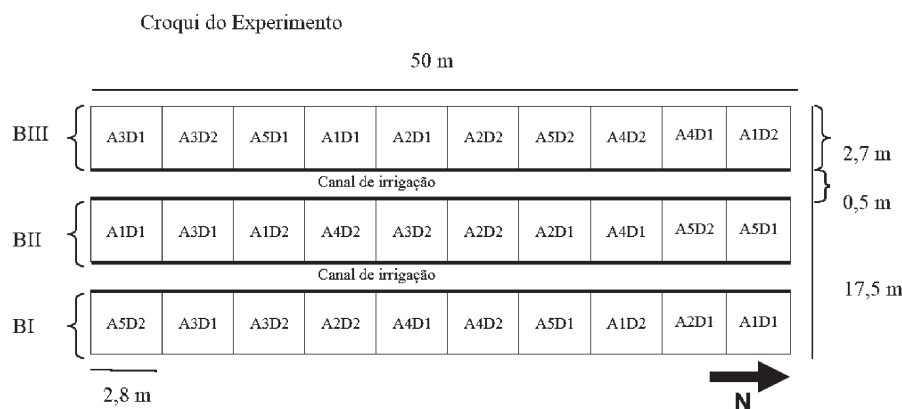 Croqui do Experimento
50 m
BIII
A3D1 A3D2 A5D1 A1D1 A2D1 A2D2 A5D2 A4D2 A4D1 A1D2
2,7 m
Canal de irrigação
0,5 m
BII
A1D1 A3D1 A1D2 A4D2 A3D2 A2D2 A2D1 A4D1 A5D2 A5D1
Canal de irrigação
17,5 m
BI
A5D2 A3D1 A3D2 A2D2 A4D1 A4D2 A5D1 A1D2 A2D1 A1D1
2,8 m
N